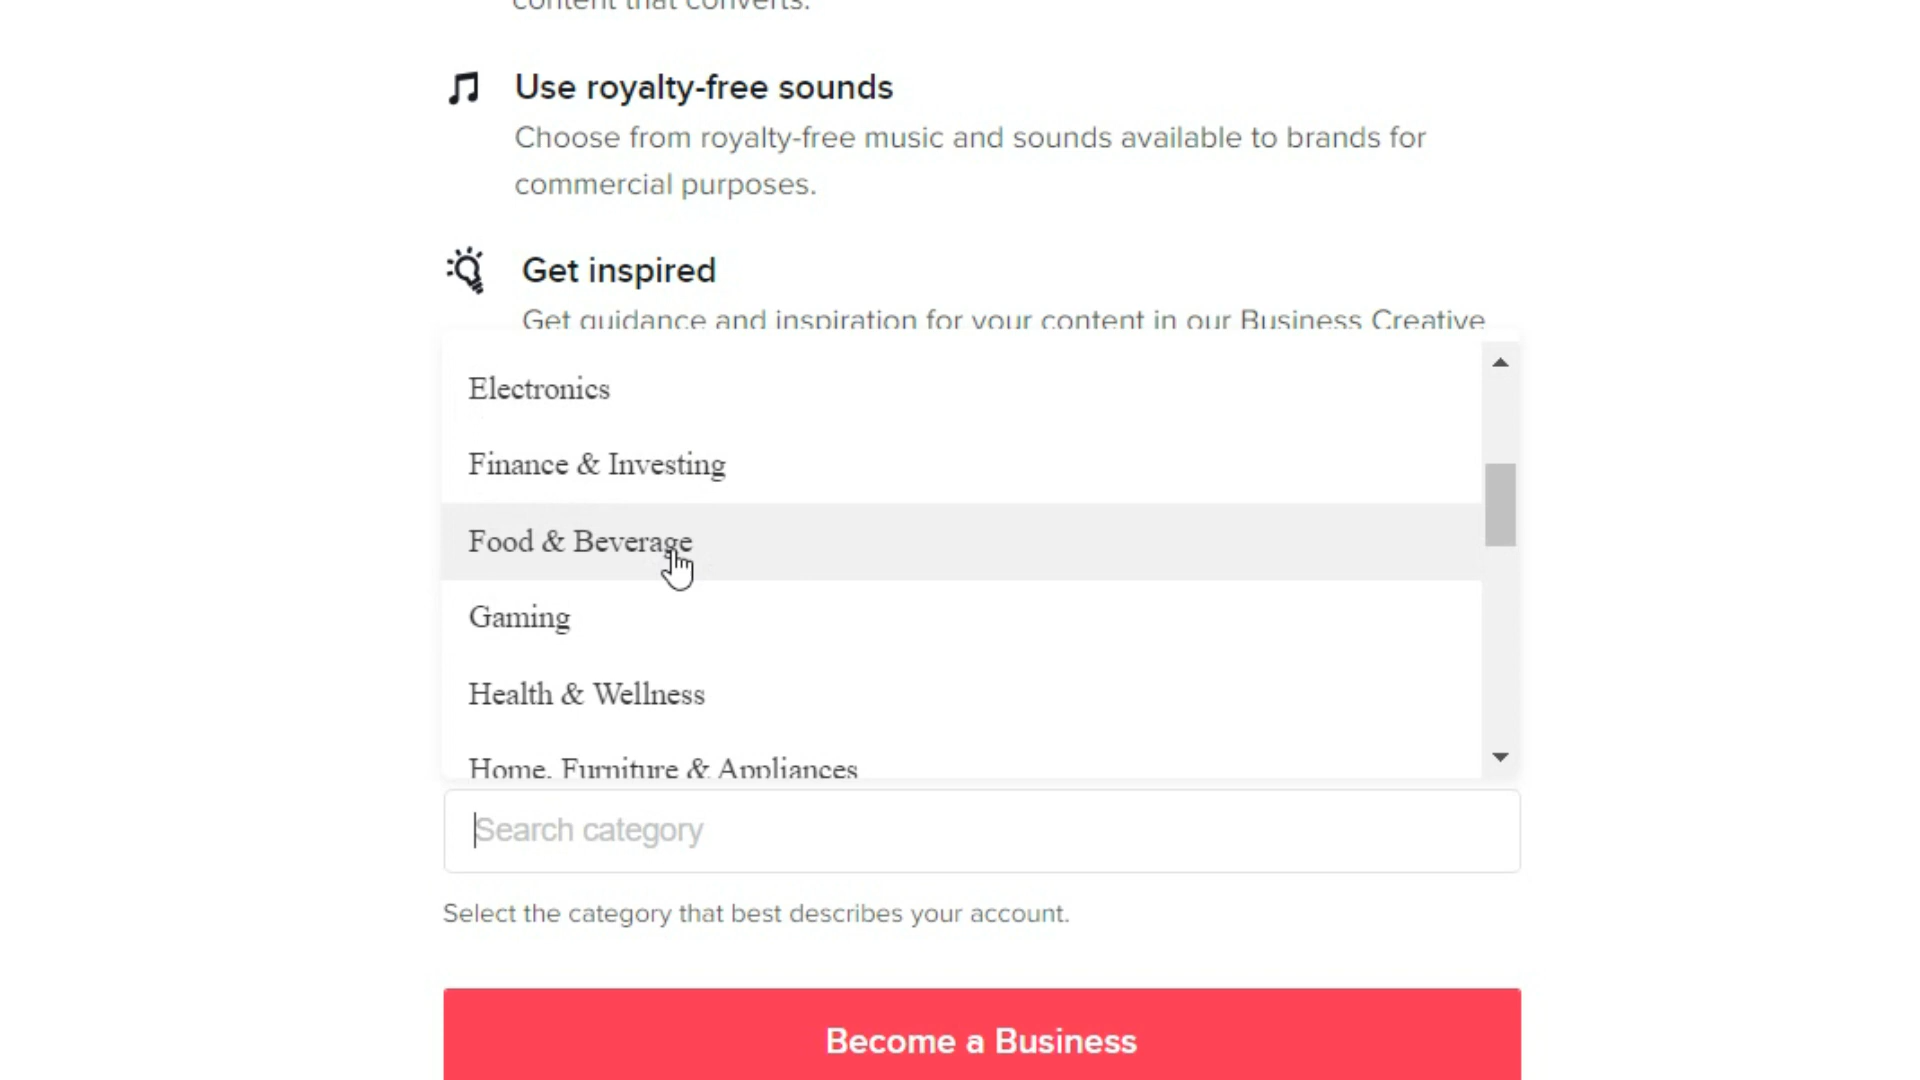 content that converts.
Use royalty-free sounds
Choose from royalty-free music and sounds available to brands for
commercial purposes.
Get inspired
Get guidance and inspiration for your content in our Business Creative
Electronics
Finance & Investing
Food & Beverage
Gaming
Health & Wellness
Home, Furniture & Appliances
Search category
Select the category that best describes your account.
Become a Business